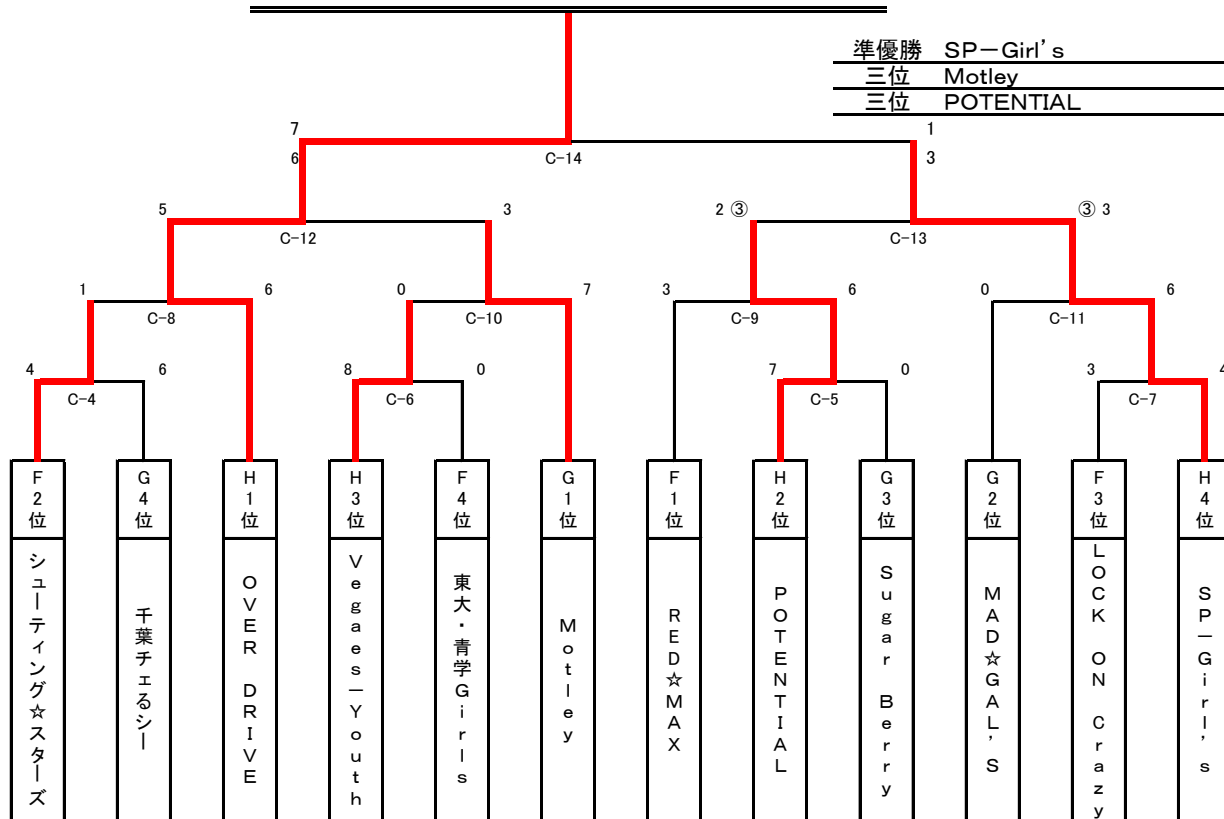 準優勝 SP－Girl's
三位 Motley
三位 POTENTIAL
7 1
6 C-14 3
5 3 2 ③ ③ 3
C-12 C-13
1 6 0 7 3 6 0 6
C-8 C-10 C-9 C-11
4 6 8 0 7 0 3 4
C-4 C-6 C-5 C-7
F2位 G4位 H1位 H3位 F4位 G1位 F1位 H2位 G3位 G2位 F3位 H4位
シューティング☆スターズ
千葉チェるシー
OVER DRIVE
Vegaes－Youth
東大・青学Girls
Motley
RED☆MAX
POTENTIAL
Sugar Berry
MAD☆GAL'S
LOCK ON Crazy
SP－Girl's